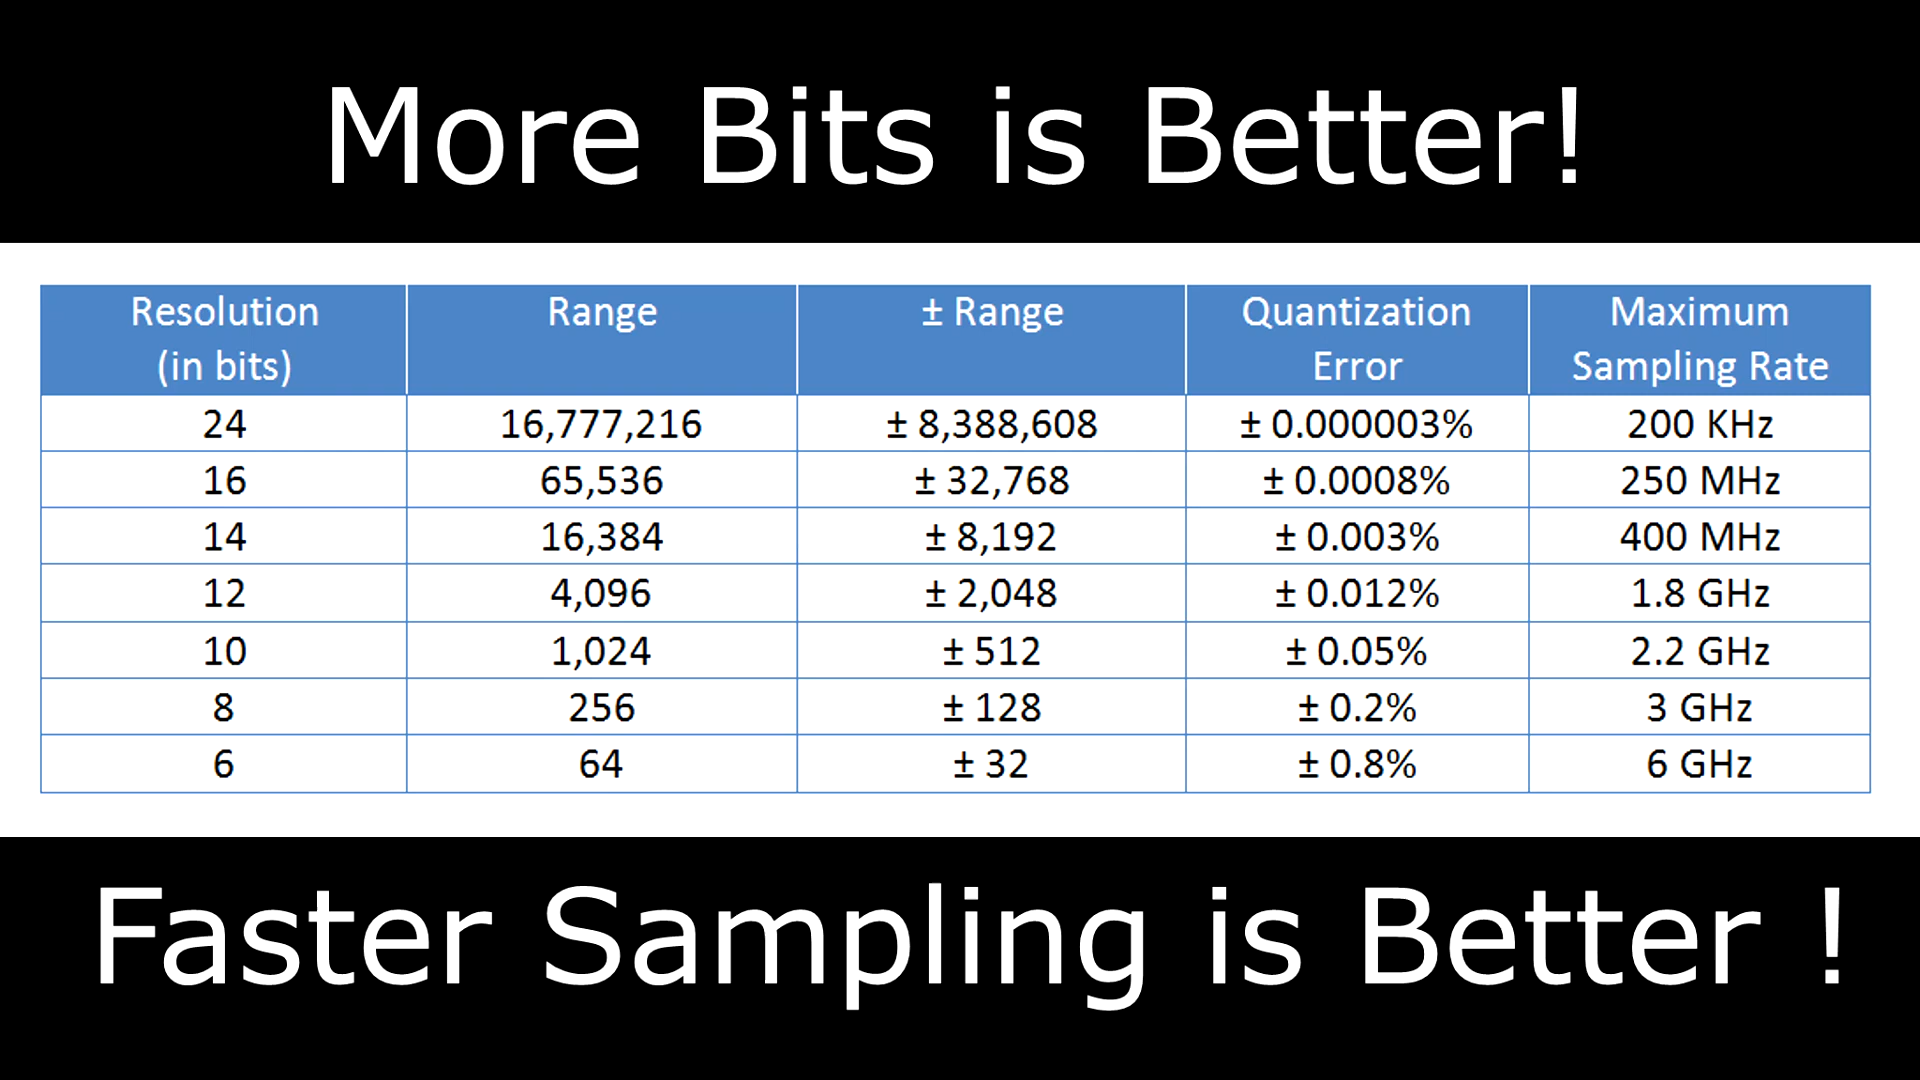 More Bits is Better!
Resolution (in bits) Range ± Range Quantization Error Maximum Sampling Rate
24 16,777,216 ± 8,388,608 ± 0.000003% 200 KHz
16 65,536 ± 32,768 ± 0.0008% 250 MHz
14 16,384 ± 8,192 ± 0.003% 400 MHz
12 4,096 ± 2,048 ± 0.012% 1.8 GHz
10 1,024 ± 512 ± 0.05% 2.2 GHz
8 256 ± 128 ± 0.2% 3 GHz
6 64 ± 32 ± 0.8% 6 GHz
Faster Sampling is Better !